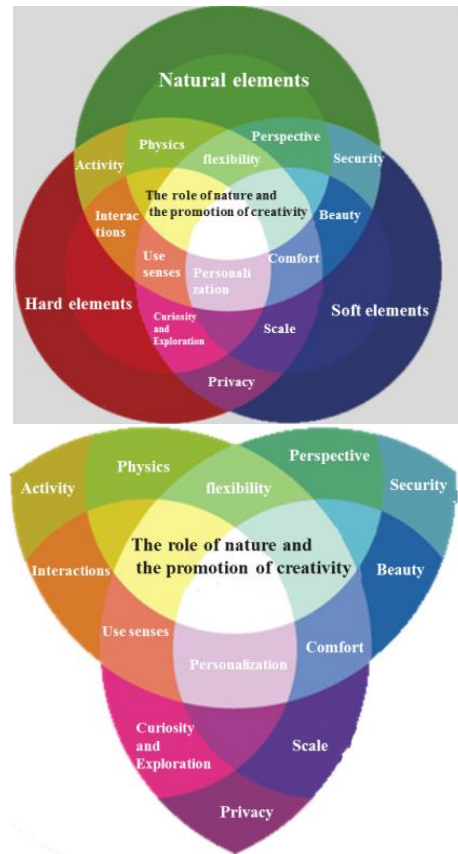 Natural elements
Physics
Perspective
Activity
flexibility
Security
The role of nature and
the promotion of creativity
Interac
tions
Beauty
Use
senses
Comfort
Personali
zation
Hard elements
Soft elements
Curiosity
and
Exploration
Scale
Privacy
Physics
Perspective
Activity
flexibility
Security
The role of nature and
the promotion of creativity
Interactions
Beauty
Use senses
Comfort
Personalization
Curiosity
and
Exploration
Scale
Privacy